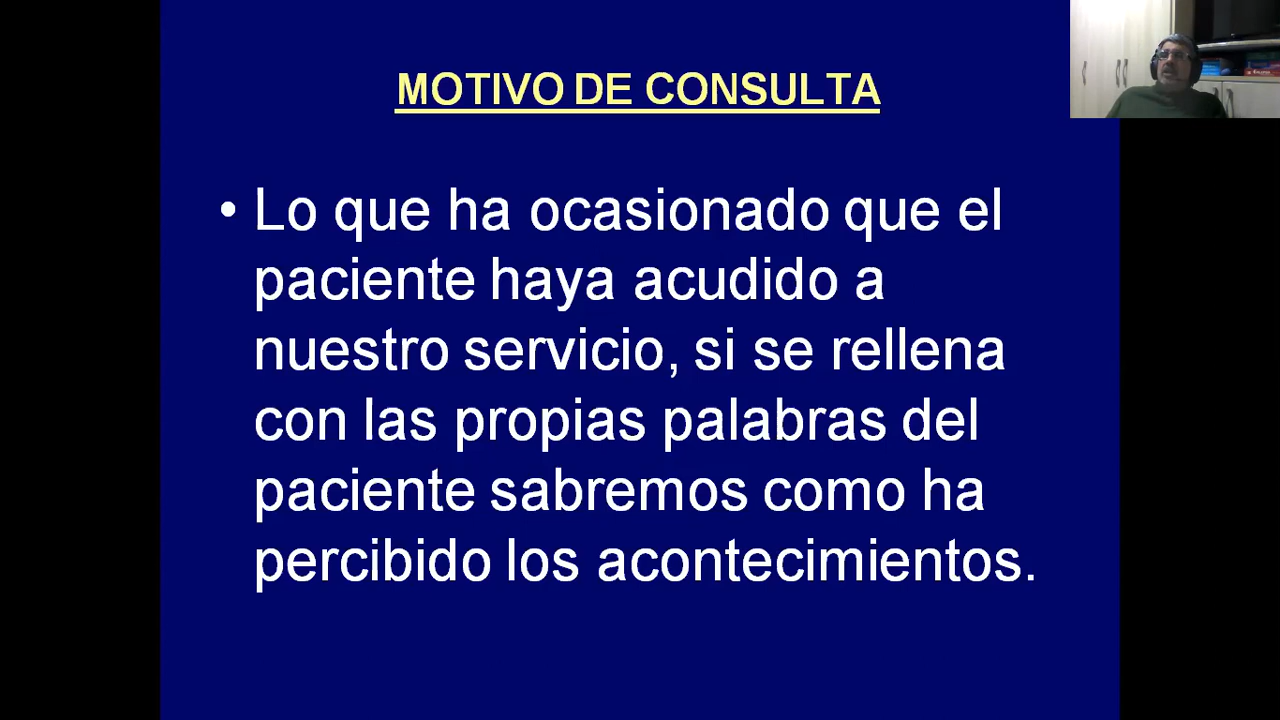 MOTIVO DE CONSULTA
• Lo que ha ocasionado que el
paciente haya acudido a
nuestro servicio, si se rellena
con las propias palabras del
paciente sabremos como ha
percibido los acontecimientos.